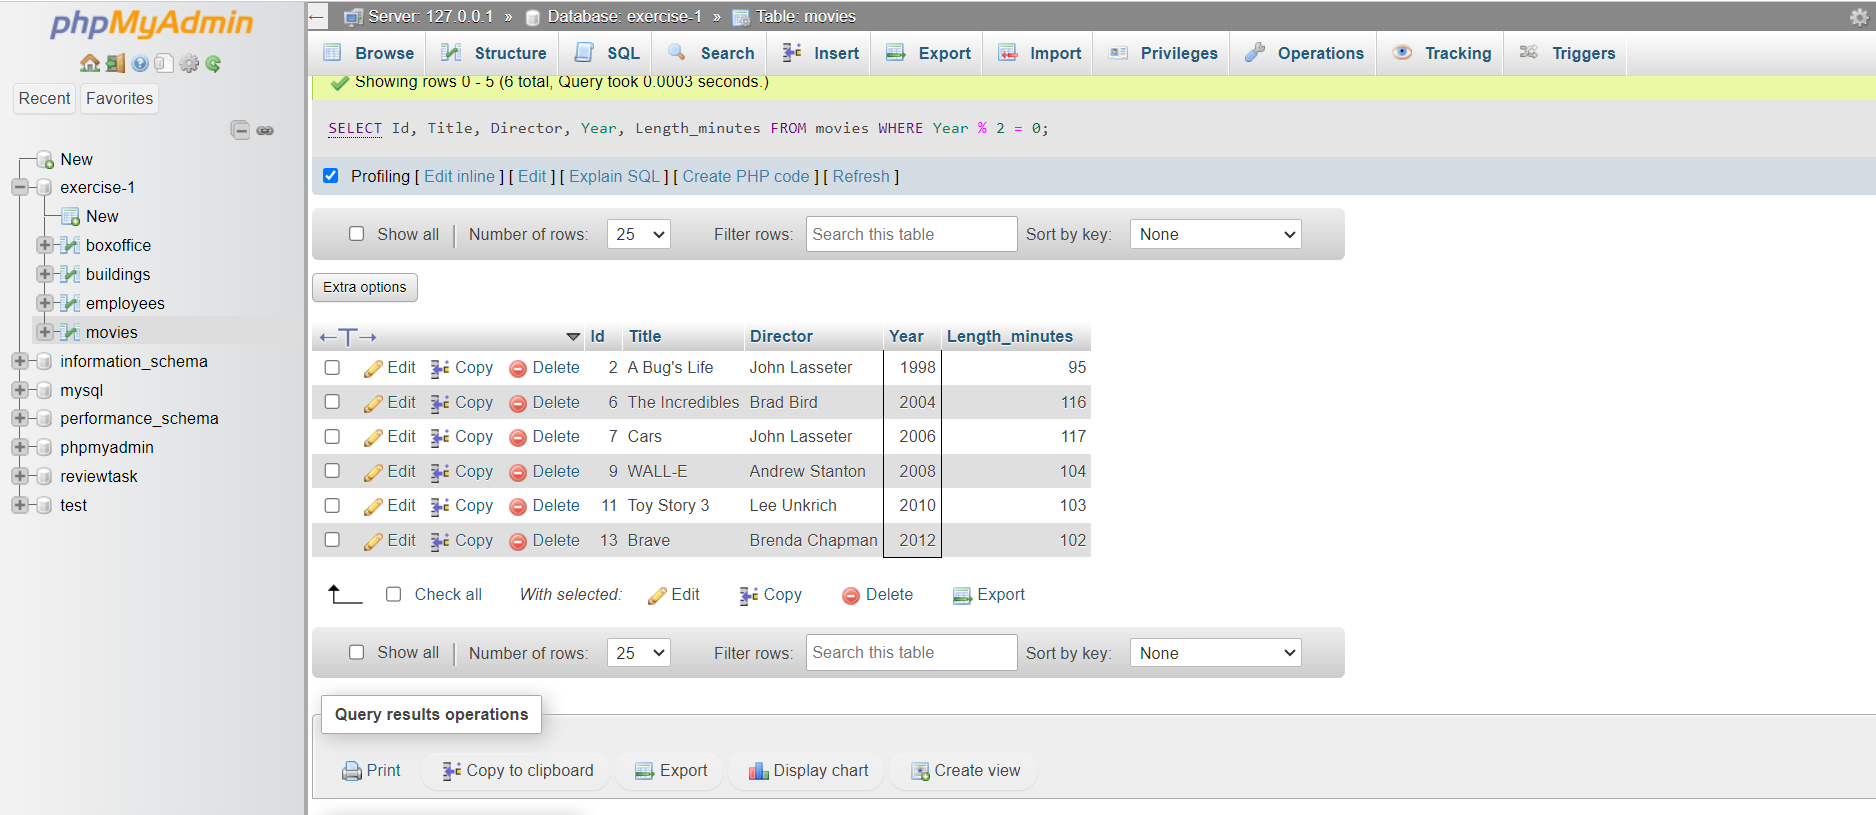 phpMyAdmin
Recent Favorites
New
exercise-1
New
boxoffice
buildings
employees
movies
information_schema
mysql
performance_schema
phpmyadmin
reviewtask
test
Server: 127.0.0.1 » Database: exercise-1 » Table: movies
Browse Structure SQL Search Insert Export Import Privileges Operations Tracking Triggers
Showing rows 0 - 5 (6 total, Query took 0.0003 seconds.)
SELECT Id, Title, Director, Year, Length_minutes FROM movies WHERE Year % 2 = 0;
Profiling [ Edit inline ] [ Edit ] [ Explain SQL ] [ Create PHP code ] [ Refresh ]
Show all | Number of rows: 25 Filter rows: Search this table Sort by key: None
Extra options
←T→ Id Title Director Year Length_minutes
Edit Copy Delete 2 A Bug's Life John Lasseter 1998 95
Edit Copy Delete 6 The Incredibles Brad Bird 2004 116
Edit Copy Delete 7 Cars John Lasseter 2006 117
Edit Copy Delete 9 WALL-E Andrew Stanton 2008 104
Edit Copy Delete 11 Toy Story 3 Lee Unkrich 2010 103
Edit Copy Delete 13 Brave Brenda Chapman 2012 102
Check all With selected: Edit Copy Delete Export
Show all | Number of rows: 25 Filter rows: Search this table Sort by key: None
Query results operations
Print Copy to clipboard Export Display chart Create view